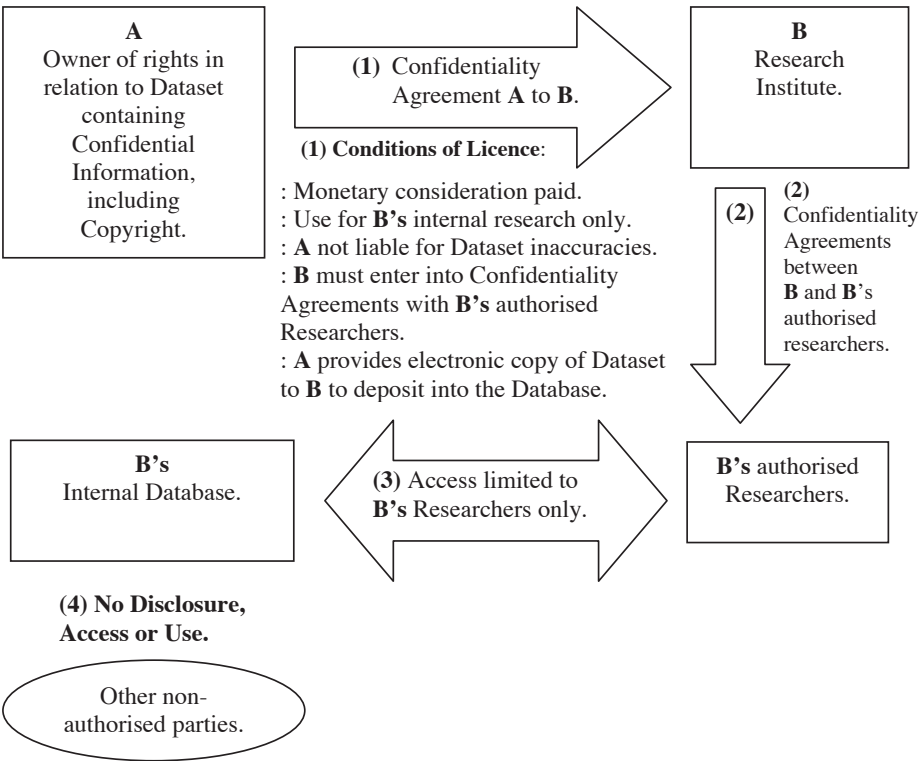 A
Owner of rights in
relation to Dataset
containing
Confidential
Information,
including
Copyright.
(1) Confidentiality
Agreement A to B.
B
Research
Institute.
(1) Conditions of Licence:
: Monetary consideration paid.
: Use for B's internal research only.
: A not liable for Dataset inaccuracies.
: B must enter into Confidentiality
Agreements with B's authorised
Researchers.
: A provides electronic copy of Dataset
to B to deposit into the Database.
(2)
(2)
Confidentiality
Agreements
between
B and B's
authorised
researchers.
B's
Internal Database.
(3) Access limited to
B's Researchers only.
B's authorised
Researchers.
(4) No Disclosure,
Access or Use.
Other non-
authorised parties.